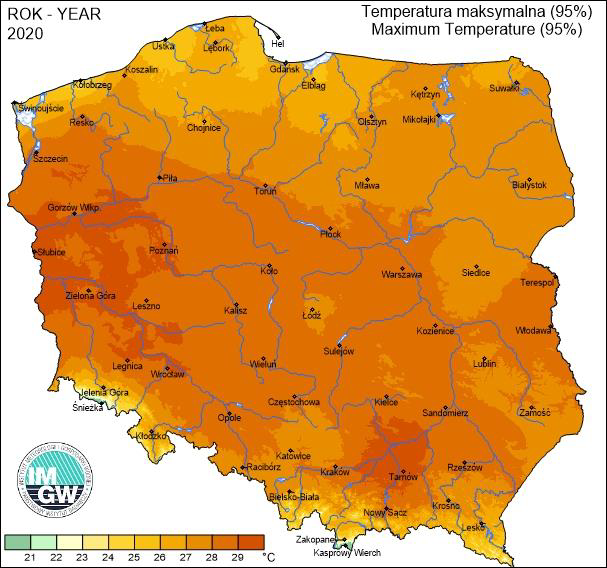 ROK - YEAR
2020
Temperatura maksymalna (95%)
Maximum Temperature (95%)
Łeba
Hel
Ustka
Lębork
Gdańsk
Koszalin
Elbląg
Kołobrzeg
Kętrzyn
Suwałki
Świnoujście
Resko
Chojnice
Olsztyn
Mikołajki
Szczecin
Piła
Toruń
Mława
Białystok
Gorzów Wlkp.
Płock
Słubice
Poznań
Koło
Warszawa
Siedlce
Terespol
Zielona Góra
Leszno
Kalisz
Łódź
Kozienice
Włodawa
Sulejów
Legnica
Wrocław
Wieluń
Lublin
Jelenia Góra
Śnieżka
Częstochowa
Kielce
Sandomierz
Zamość
Opole
Kłodzko
Katowice
Racibórz
Kraków
Tarnów
Rzeszów
Bielsko-Biała
Nowy Sącz
Krosno
Lesko
Zakopane
Kasprowy Wierch
IM
GW
21 22 23 24 25 26 27 28 29 °C